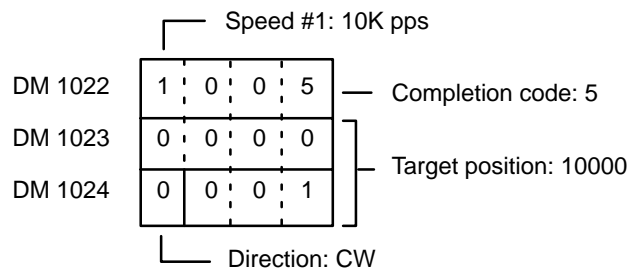 Speed #1: 10K pps
DM 1022 1 0 0 5 Completion code: 5
DM 1023 0 0 0 0
Target position: 10000
DM 1024 0 0 0 1
Direction: CW